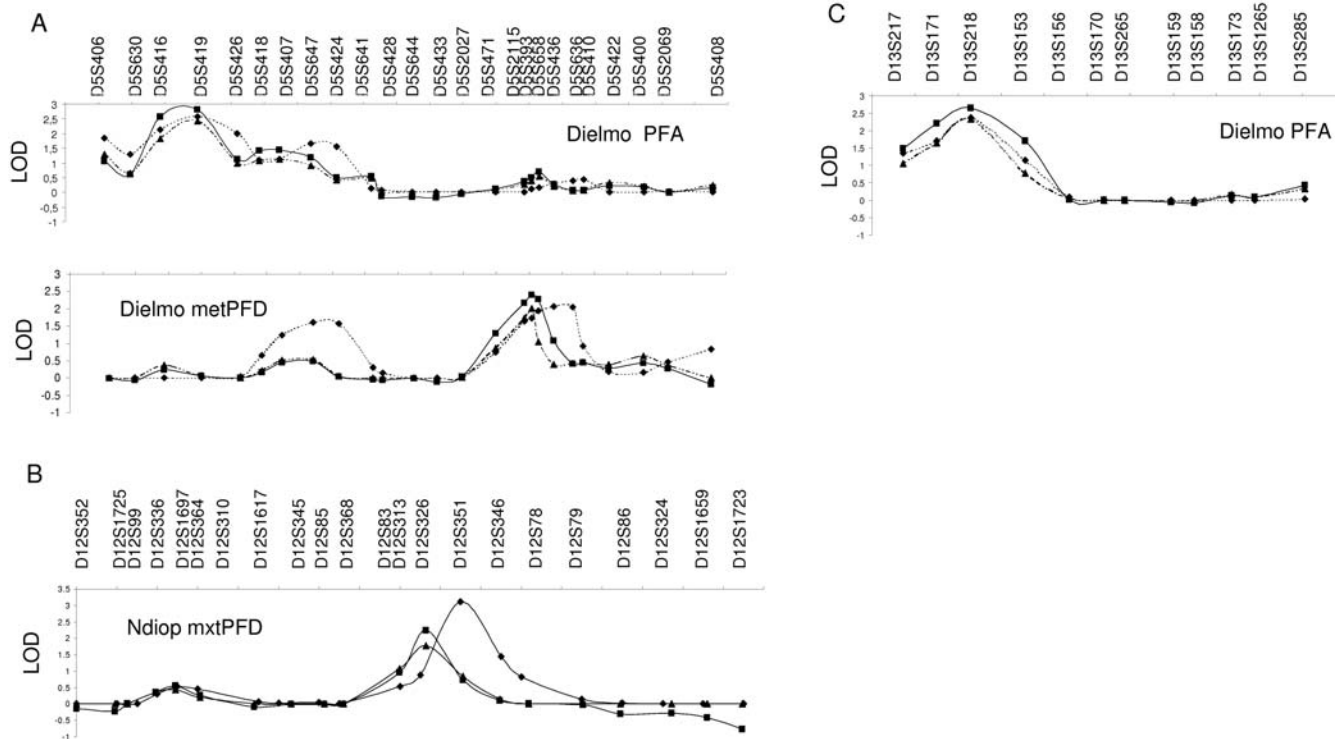 A
D5S406 D5S630 D5S416 D5S419 D5S426 D5S418 D5S407 D5S647 D5S424 D5S641 D5S428 D5S644 D5S433 D5S2027 D5S471 D5S2115 D5S393 D5S658 D5S436 D5S636 D5S410 D5S422 D5S400 D5S2069 D5S408
LOD
3
2,5
2
1,5
1
0,5
0
-0,5
-1
Dielmo PFA
LOD
3
2.5
2
1.5
1
0.5
0
-0.5
-1
Dielmo metPFD
B
D12S352 D12S1725 D12S99 D12S336 D12S1697 D12S364 D12S310 D12S1617 D12S345 D12S85 D12S368 D12S83 D12S313 D12S326 D12S351 D12S346 D12S78 D12S79 D12S86 D12S324 D12S1659 D12S1723
LOD
3.5
3
2.5
2
1.5
1
0.5
0
-0.5
-1
Ndiop mxtPFD
C
D13S217 D13S171 D13S218 D13S153 D13S156 D13S170 D13S265 D13S159 D13S158 D13S173 D13S1265 D13S285
LOD
3
2,5
2
1,5
1
0,5
0
-0,5
-1
Dielmo PFA